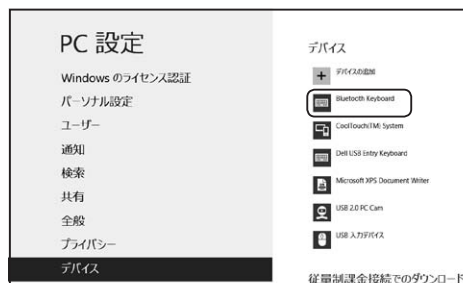 PC 設定
Windows のライセンス認証
パーソナル設定
ユーザー
通知
検索
共有
全般
プライバシー
デバイス
デバイス
デバイスの追加
Bluetooth Keyboard
CoolTouch(TM) System
Dell USB Entry Keyboard
Microsoft XPS Document Writer
USB 2.0 PC Cam
USB 入力デバイス
従量制課金接続でのダウンロード